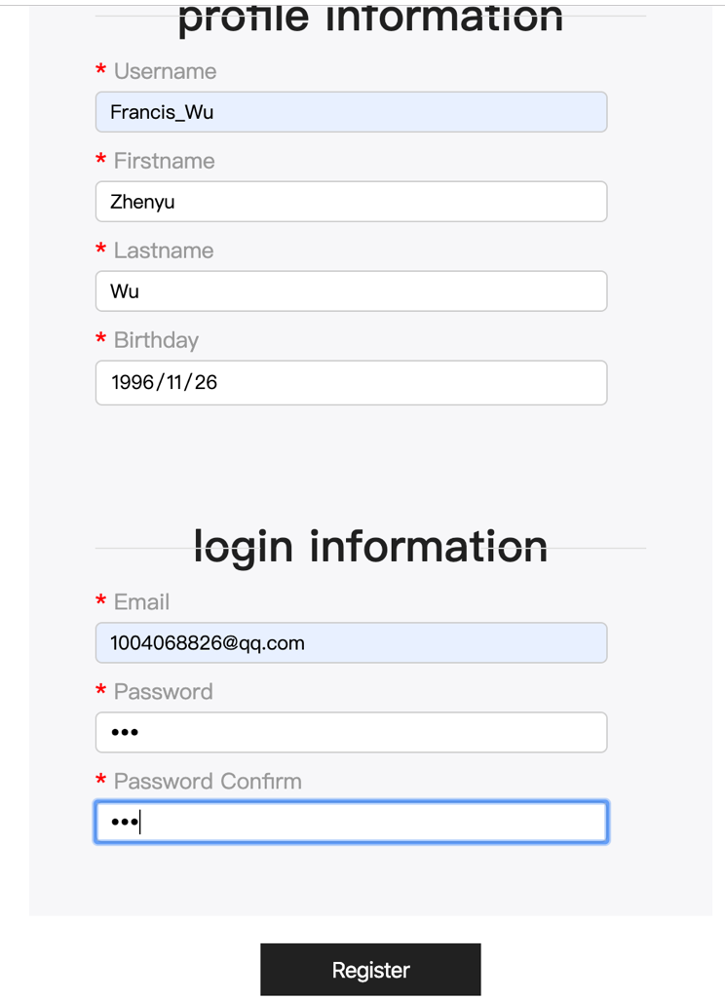 profile information
* Username
Francis_Wu
* Firstname
Zhenyu
* Lastname
Wu
* Birthday
1996/11/26
login information
* Email
1004068826@qq.com
* Password
•••
* Password Confirm
•••
Register